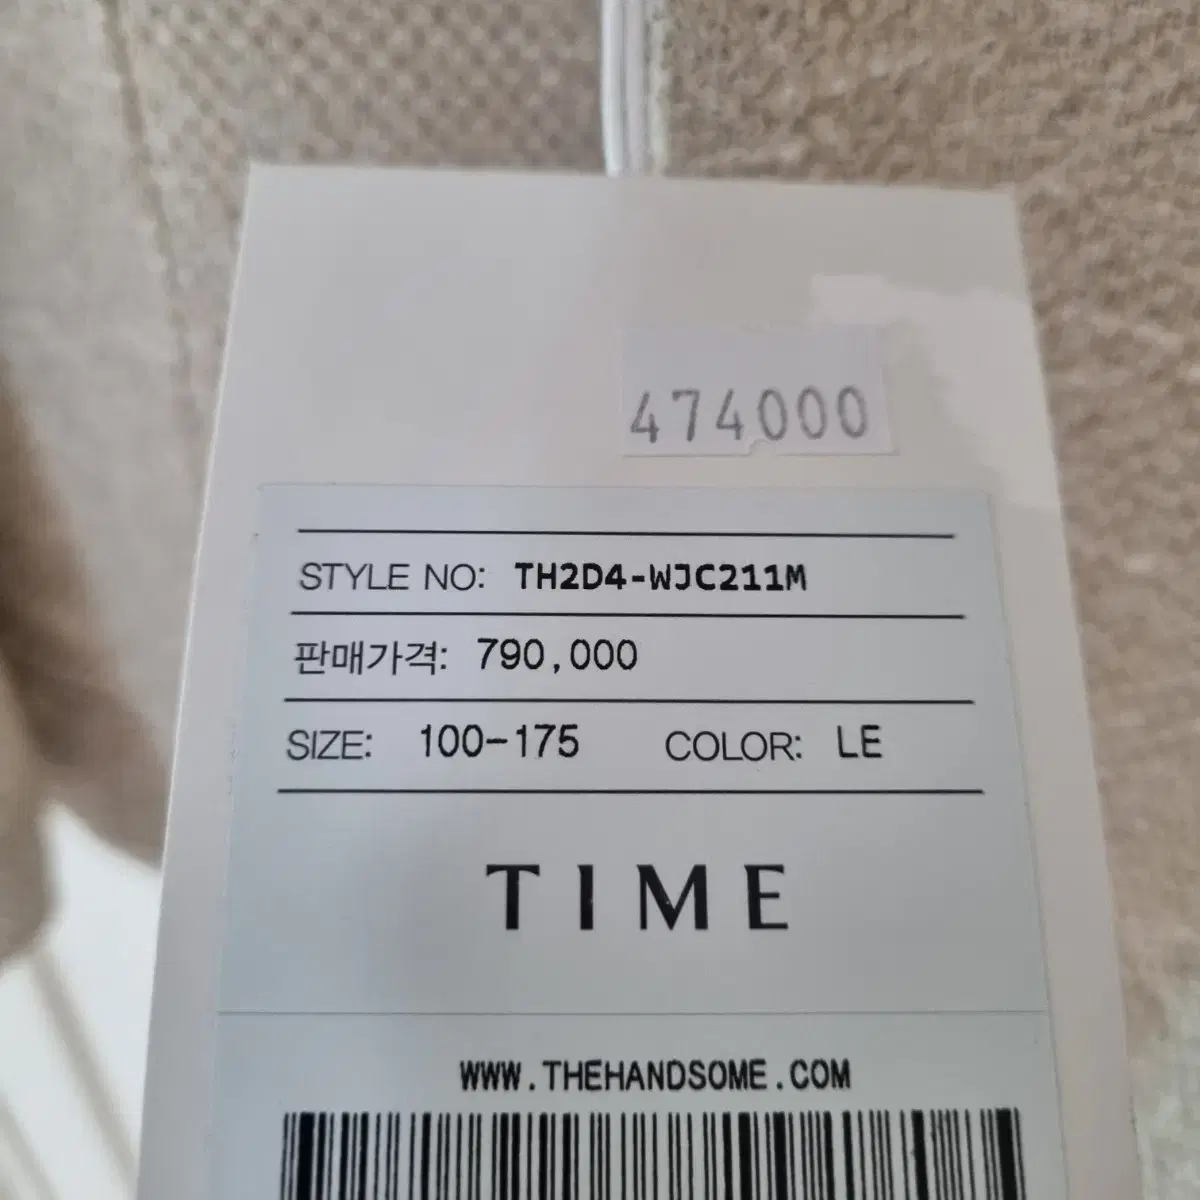 474000
STYLE NO: TH2D4-WJC211M
판매가격: 790,000
SIZE: 100-175 COLOR: LE
TIME
WWW.THEHANDSOME.COM